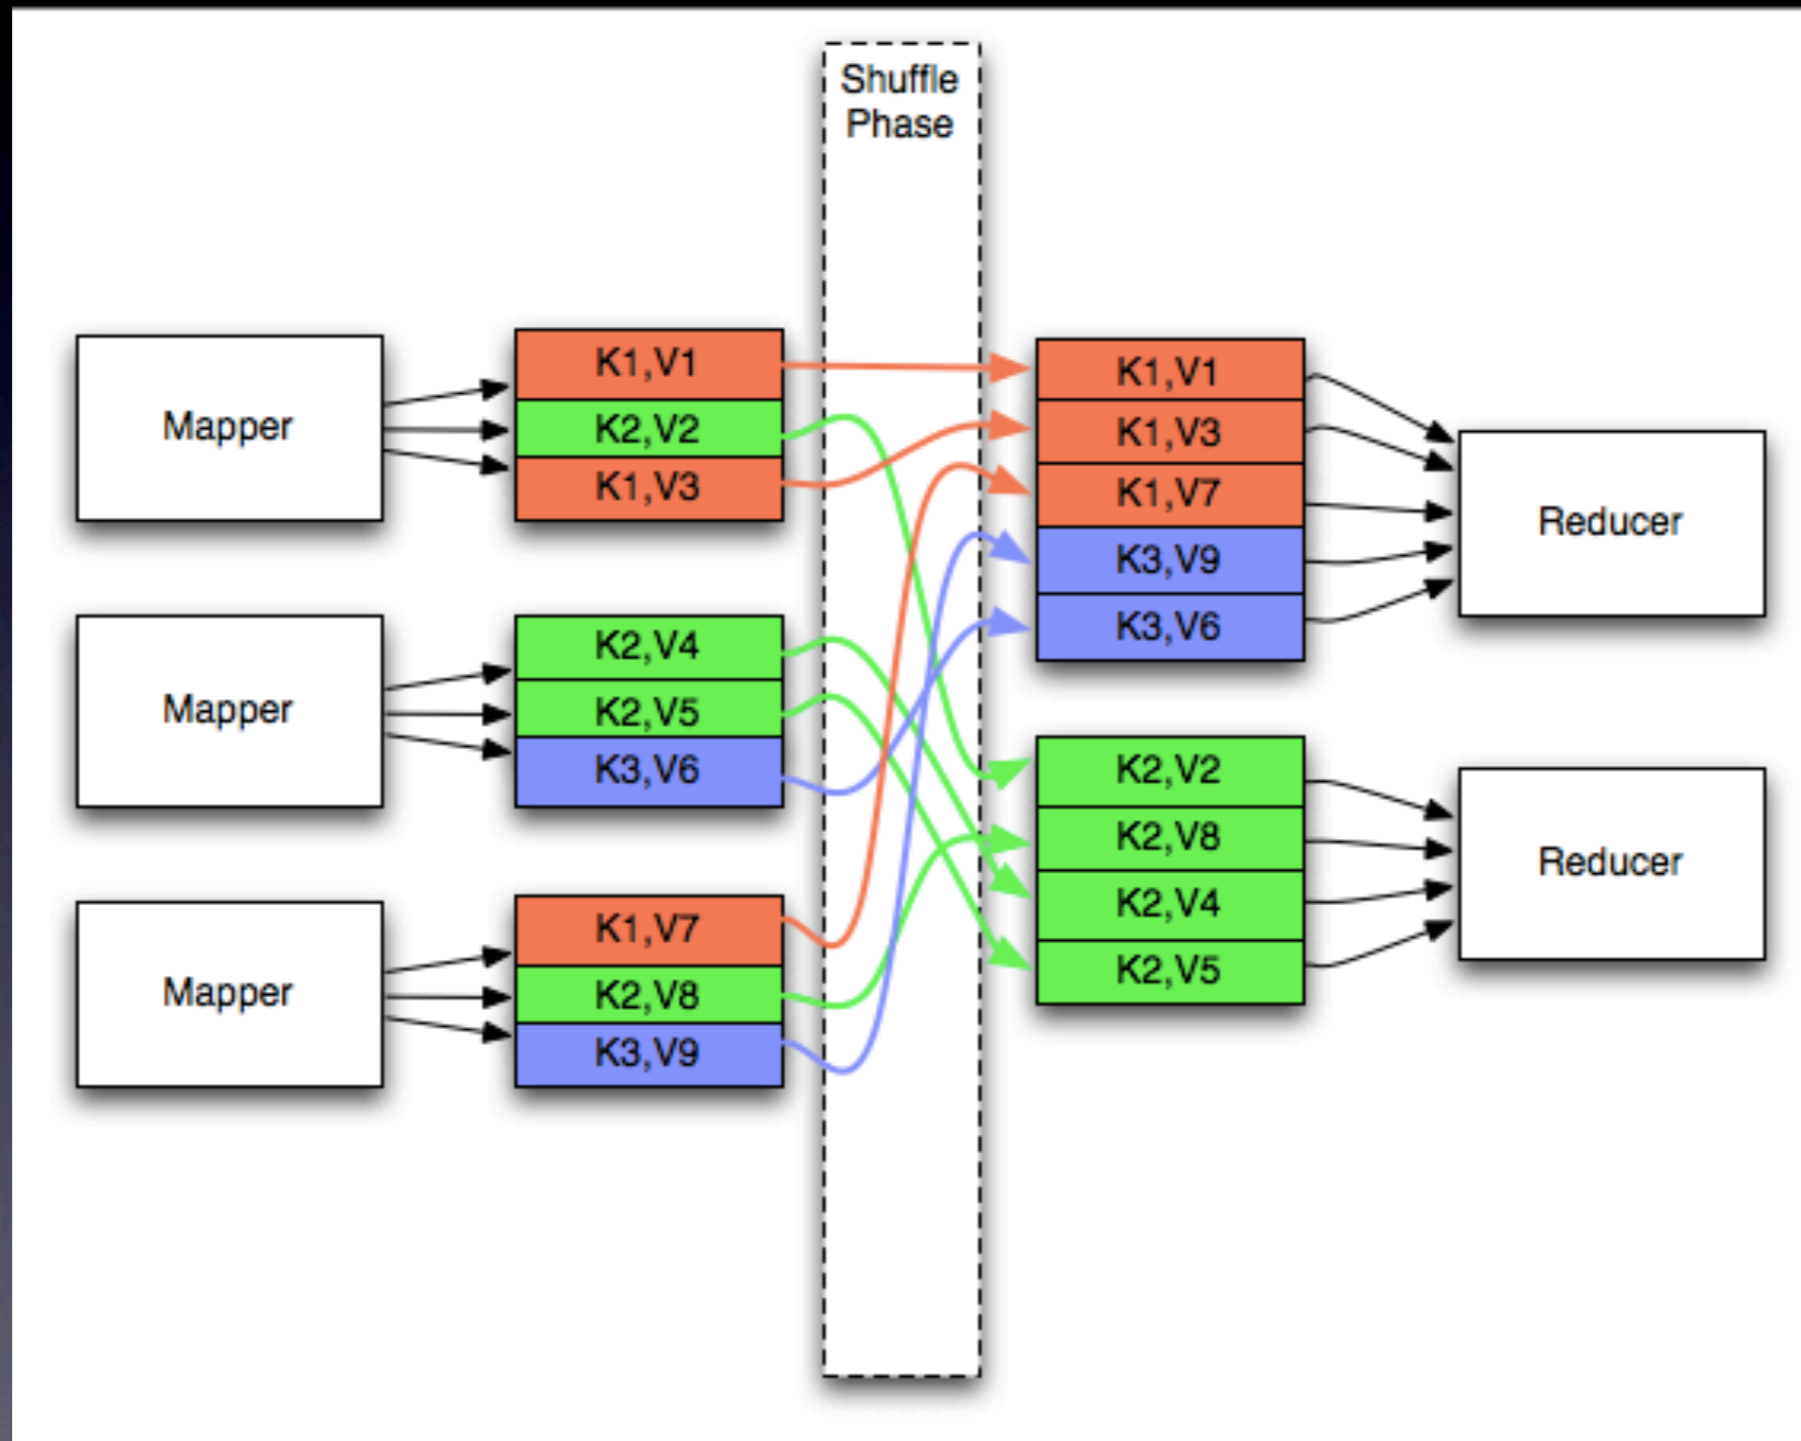 Shuffle
Phase
Mapper
K1,V1
K2,V2
K1,V3
Mapper
K2,V4
K2,V5
K3,V6
Mapper
K1,V7
K2,V8
K3,V9
K1,V1
K1,V3
K1,V7
K3,V9
K3,V6
Reducer
K2,V2
K2,V8
K2,V4
K2,V5
Reducer